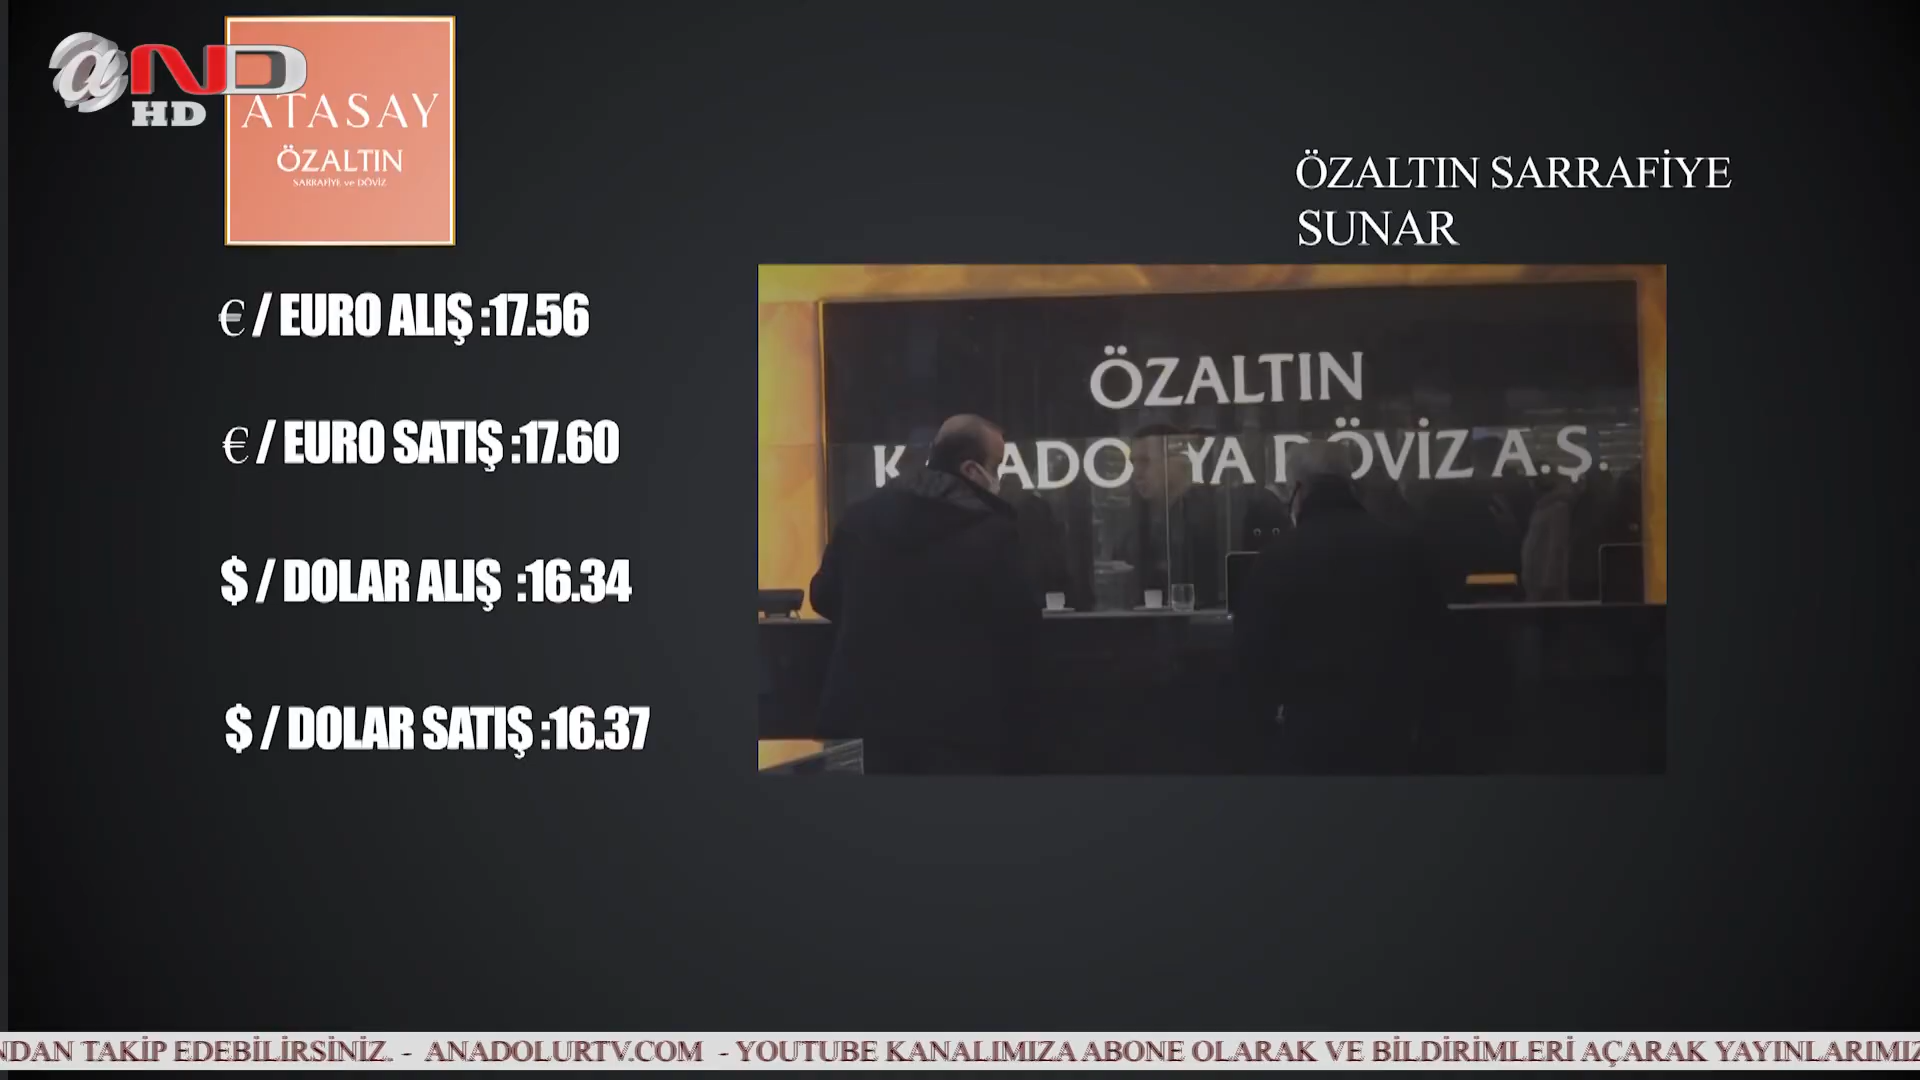 @ND
HD
ATASAY
ÖZALTIN
SARRAFİYE ve DÖVİZ
ÖZALTIN SARRAFİYE
SUNAR
€ / EURO ALIŞ :17.56
€ / EURO SATIŞ :17.60
$ / DOLAR ALIŞ :16.34
$ / DOLAR SATIŞ :16.37
ÖZALTIN
DÖVİZ A.Ş.
NDAN TAKİP EDEBİLİRSİNİZ. - ANADOLURTV.COM - YOUTUBE KANALIMIZA ABONE OLARAK VE BİLDİRİMLERİ AÇARAK YAYINLARIMIZ